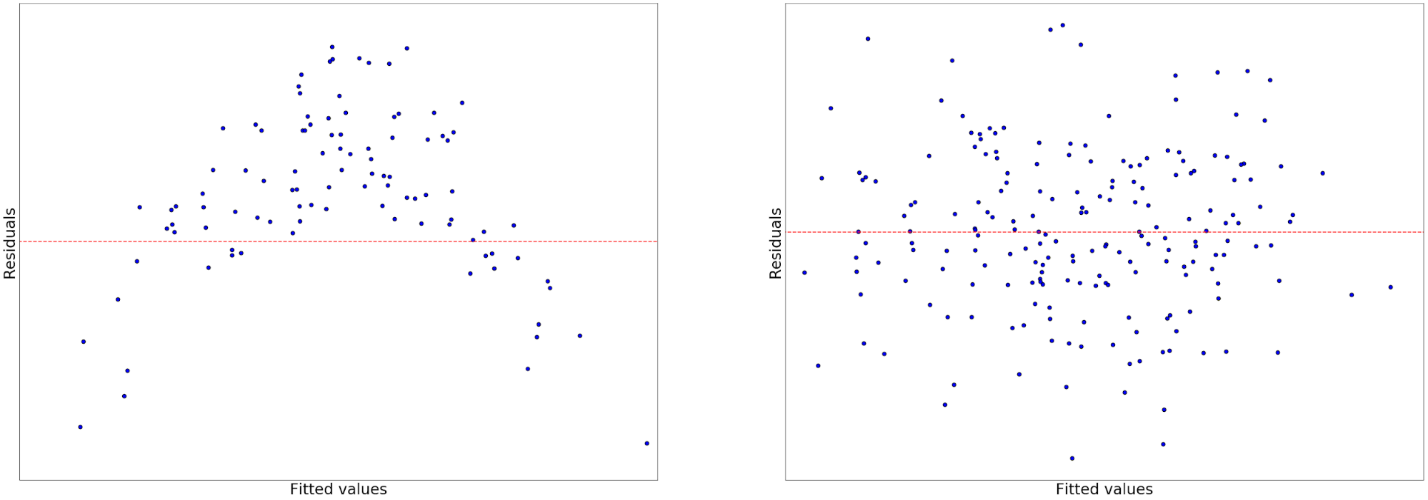 Residuals
Fitted values
Residuals
Fitted values